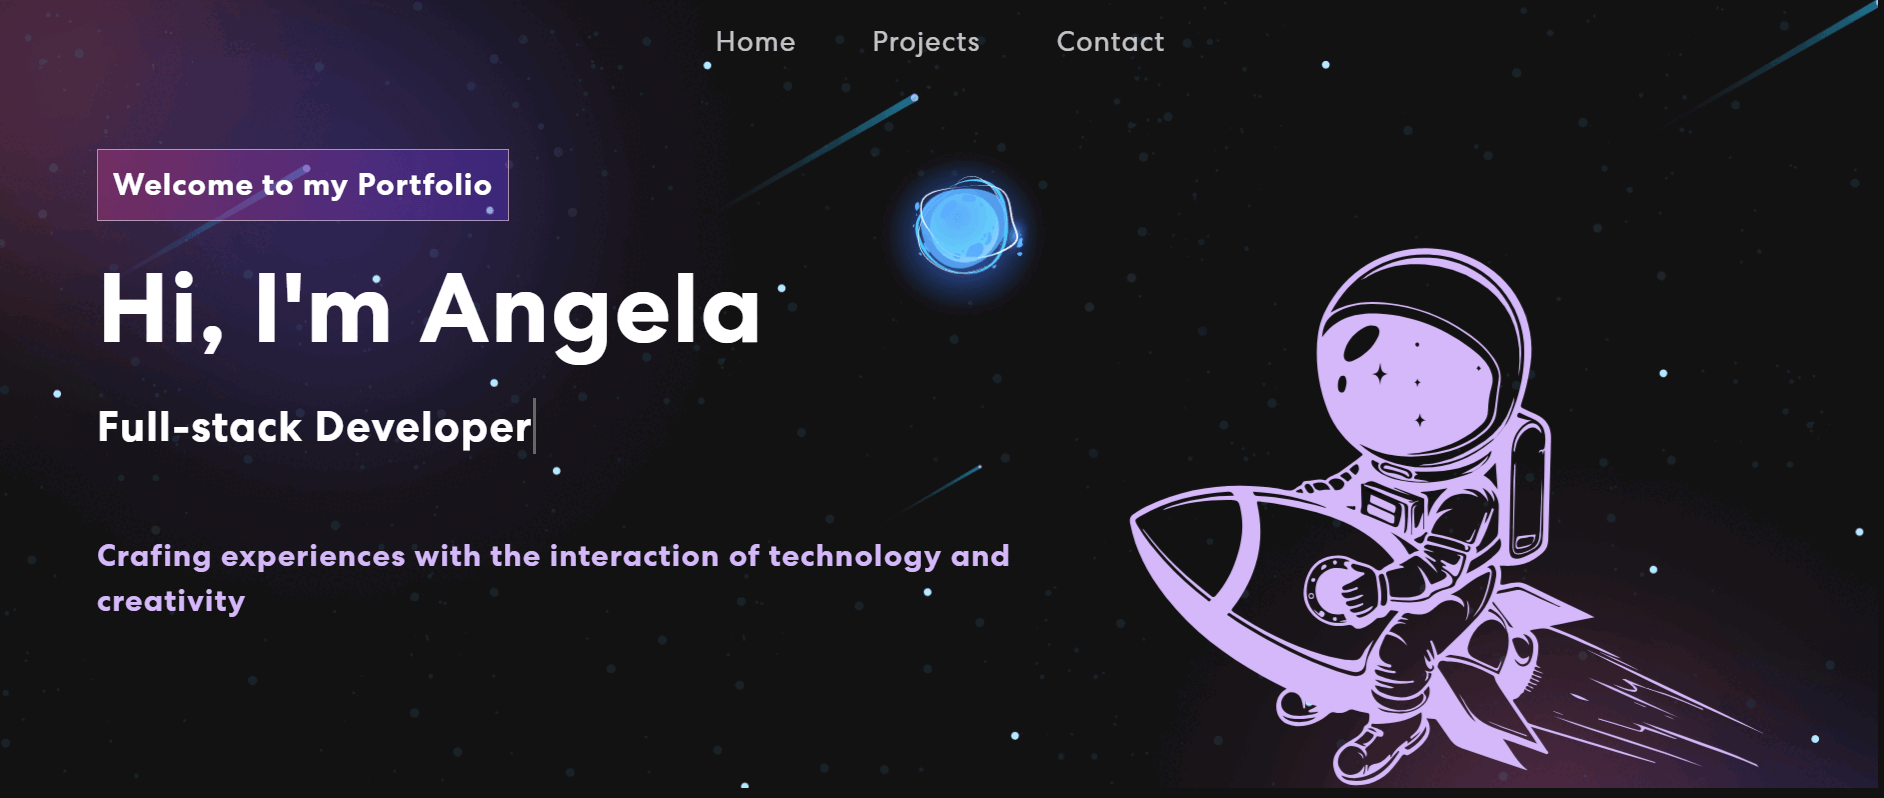 Home Projects Contact
Welcome to my Portfolio
Hi, I'm Angela
Full-stack Developer
Crafing experiences with the interaction of technology and
creativity